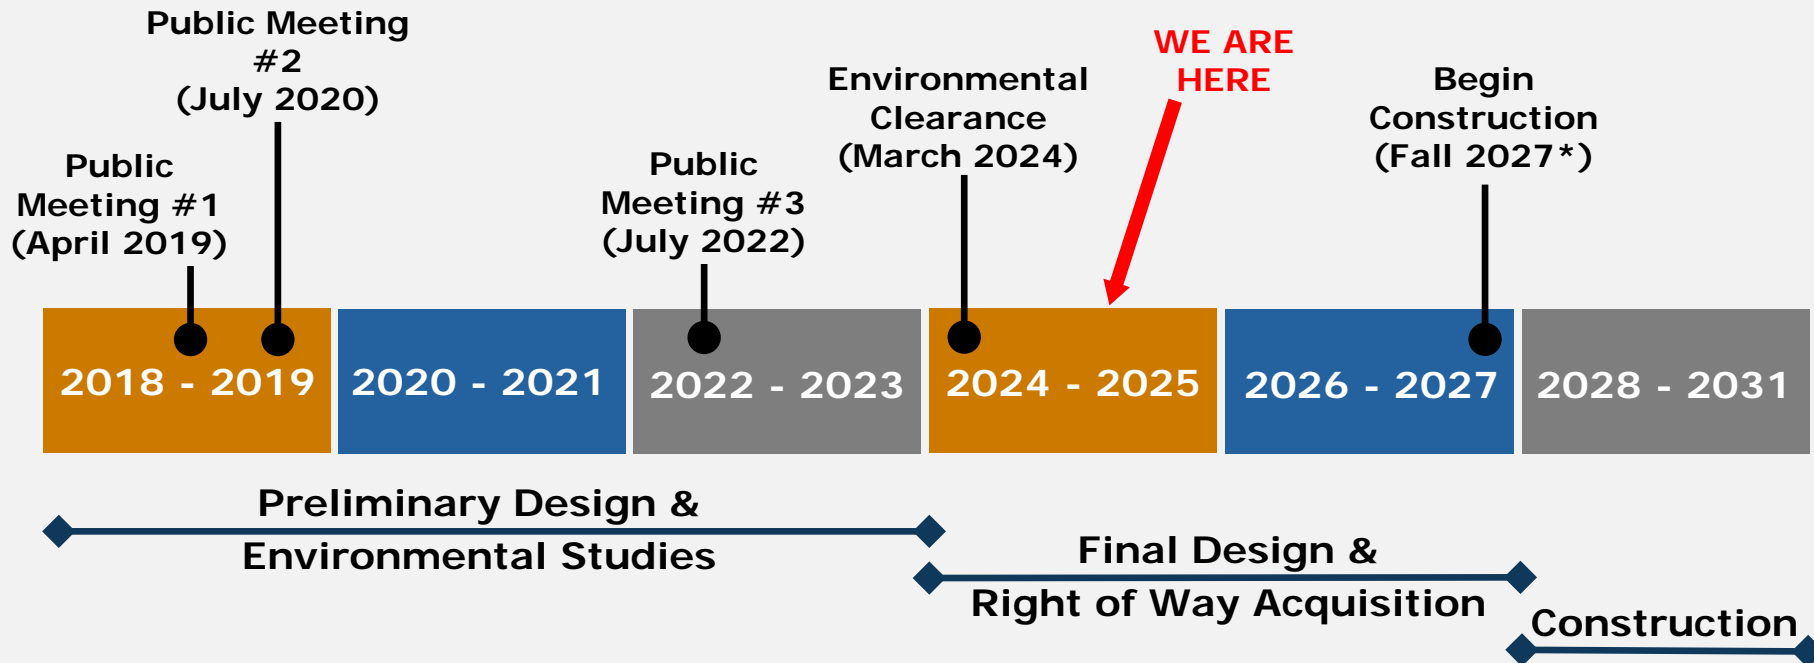 Public Meeting
#2
(July 2020)
Public
Meeting #1
(April 2019)
Public
Meeting #3
(July 2022)
Environmental
Clearance
(March 2024)
WE ARE
HERE
Begin
Construction
(Fall 2027*)
2018 - 2019
2020 - 2021
2022 - 2023
2024 - 2025
2026 - 2027
2028 - 2031
Preliminary Design &
Environmental Studies
Final Design &
Right of Way Acquisition
Construction